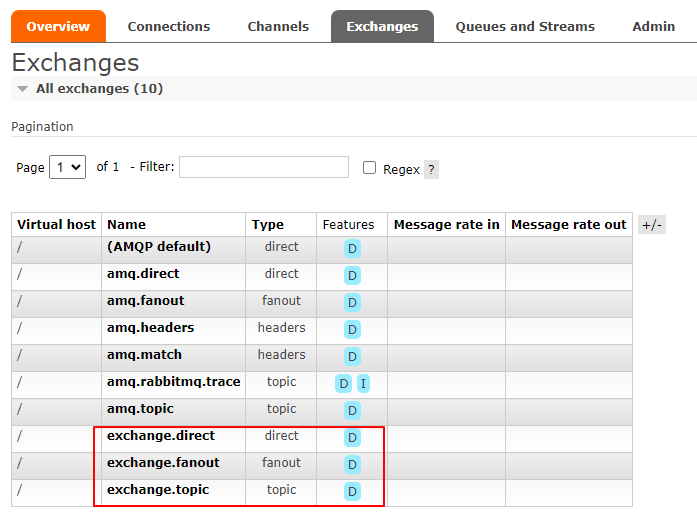 Overview Connections Channels Exchanges Queues and Streams Admin
Exchanges
All exchanges (10)
Pagination
Page 1 of 1 - Filter: Regex ?
Virtual host Name Type Features Message rate in Message rate out +/-
/ (AMQP default) direct D
/ amq.direct direct D
/ amq.fanout fanout D
/ amq.headers headers D
/ amq.match headers D
/ amq.rabbitmq.trace topic D I
/ amq.topic topic D
/ exchange.direct direct D
/ exchange.fanout fanout D
/ exchange.topic topic D